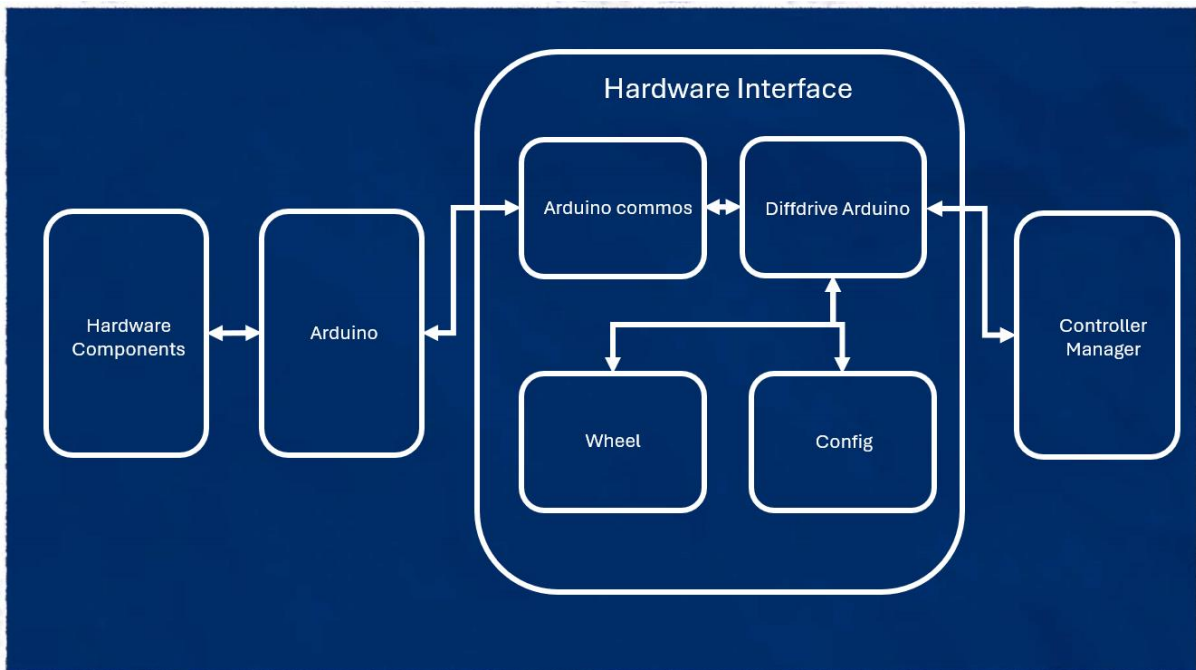 Hardware Interface
Arduino commos
Diffdrive Arduino
Hardware
Components
Arduino
Controller
Manager
Wheel
Config